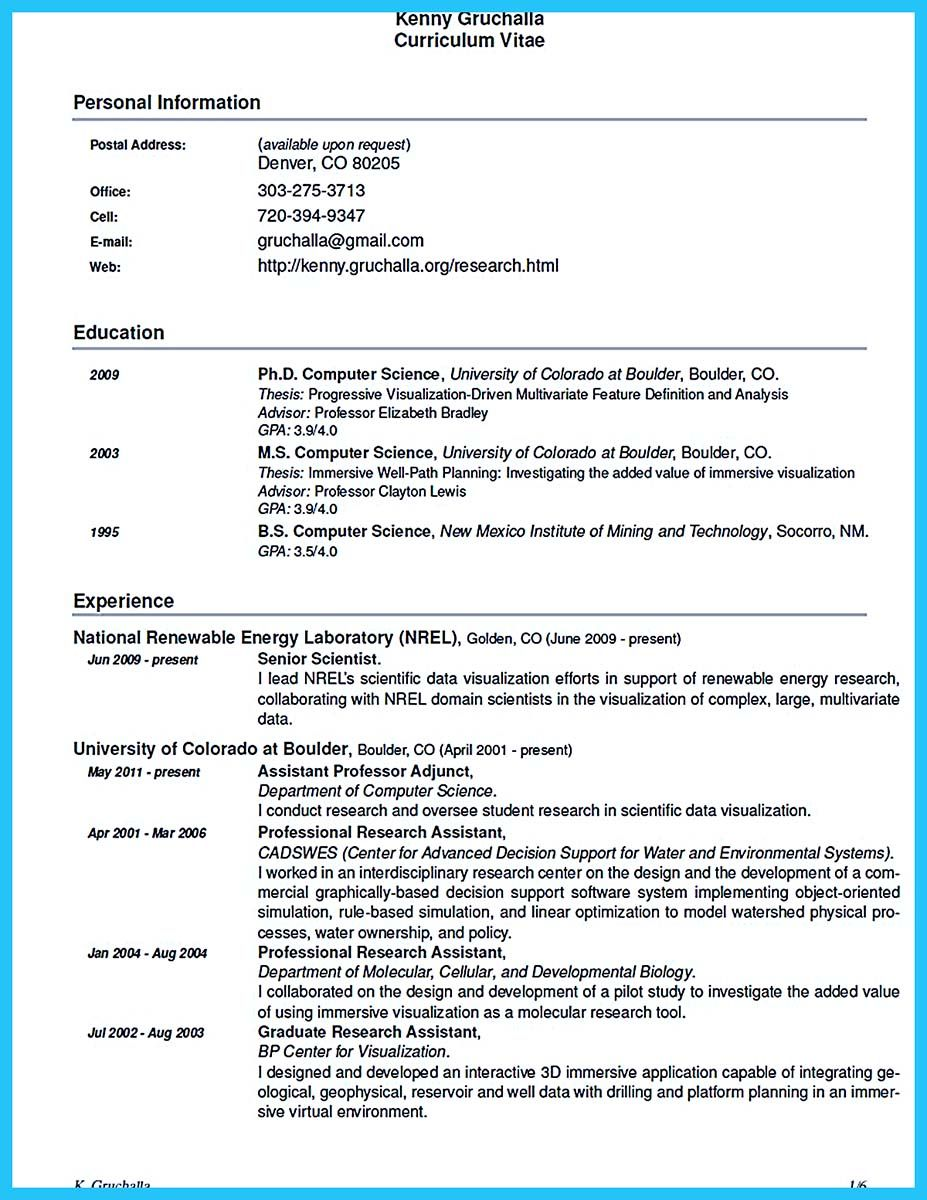 Kenny Gruchalla
Curriculum Vitae
Personal Information
Postal Address: (available upon request)
Denver, CO 80205
Office: 303-275-3713
Cell: 720-394-9347
E-mail: gruchalla@gmail.com
Web: http://kenny.gruchalla.org/research.html
Education
2009 Ph.D. Computer Science, University of Colorado at Boulder, Boulder, CO.
Thesis: Progressive Visualization-Driven Multivariate Feature Definition and Analysis
Advisor: Professor Elizabeth Bradley
GPA: 3.9/4.0
2003 M.S. Computer Science, University of Colorado at Boulder, Boulder, CO.
Thesis: Immersive Well-Path Planning: Investigating the added value of immersive visualization
Advisor: Professor Clayton Lewis
GPA: 3.9/4.0
1995 B.S. Computer Science, New Mexico Institute of Mining and Technology, Socorro, NM.
GPA: 3.5/4.0
Experience
National Renewable Energy Laboratory (NREL), Golden, CO (June 2009 - present)
Jun 2009 - present Senior Scientist.
I lead NREL's scientific data visualization efforts in support of renewable energy research,
collaborating with NREL domain scientists in the visualization of complex, large, multivariate
data.
University of Colorado at Boulder, Boulder, CO (April 2001 - present)
May 2011 - present Assistant Professor Adjunct,
Department of Computer Science.
I conduct research and oversee student research in scientific data visualization.
Apr 2001 - Mar 2006 Professional Research Assistant,
CADSWES (Center for Advanced Decision Support for Water and Environmental Systems).
I worked in an interdisciplinary research center on the design and the development of a com-
mercial graphically-based decision support software system implementing object-oriented
simulation, rule-based simulation, and linear optimization to model watershed physical pro-
cesses, water ownership, and policy.
Jan 2004 - Aug 2004 Professional Research Assistant,
Department of Molecular, Cellular, and Developmental Biology.
I collaborated on the design and development of a pilot study to investigate the added value
of using immersive visualization as a molecular research tool.
Jul 2002 - Aug 2003 Graduate Research Assistant,
BP Center for Visualization.
I designed and developed an interactive 3D immersive application capable of integrating ge-
ological, geophysical, reservoir and well data with drilling and platform planning in an immer-
sive virtual environment.
K. Gruchalla 1/6